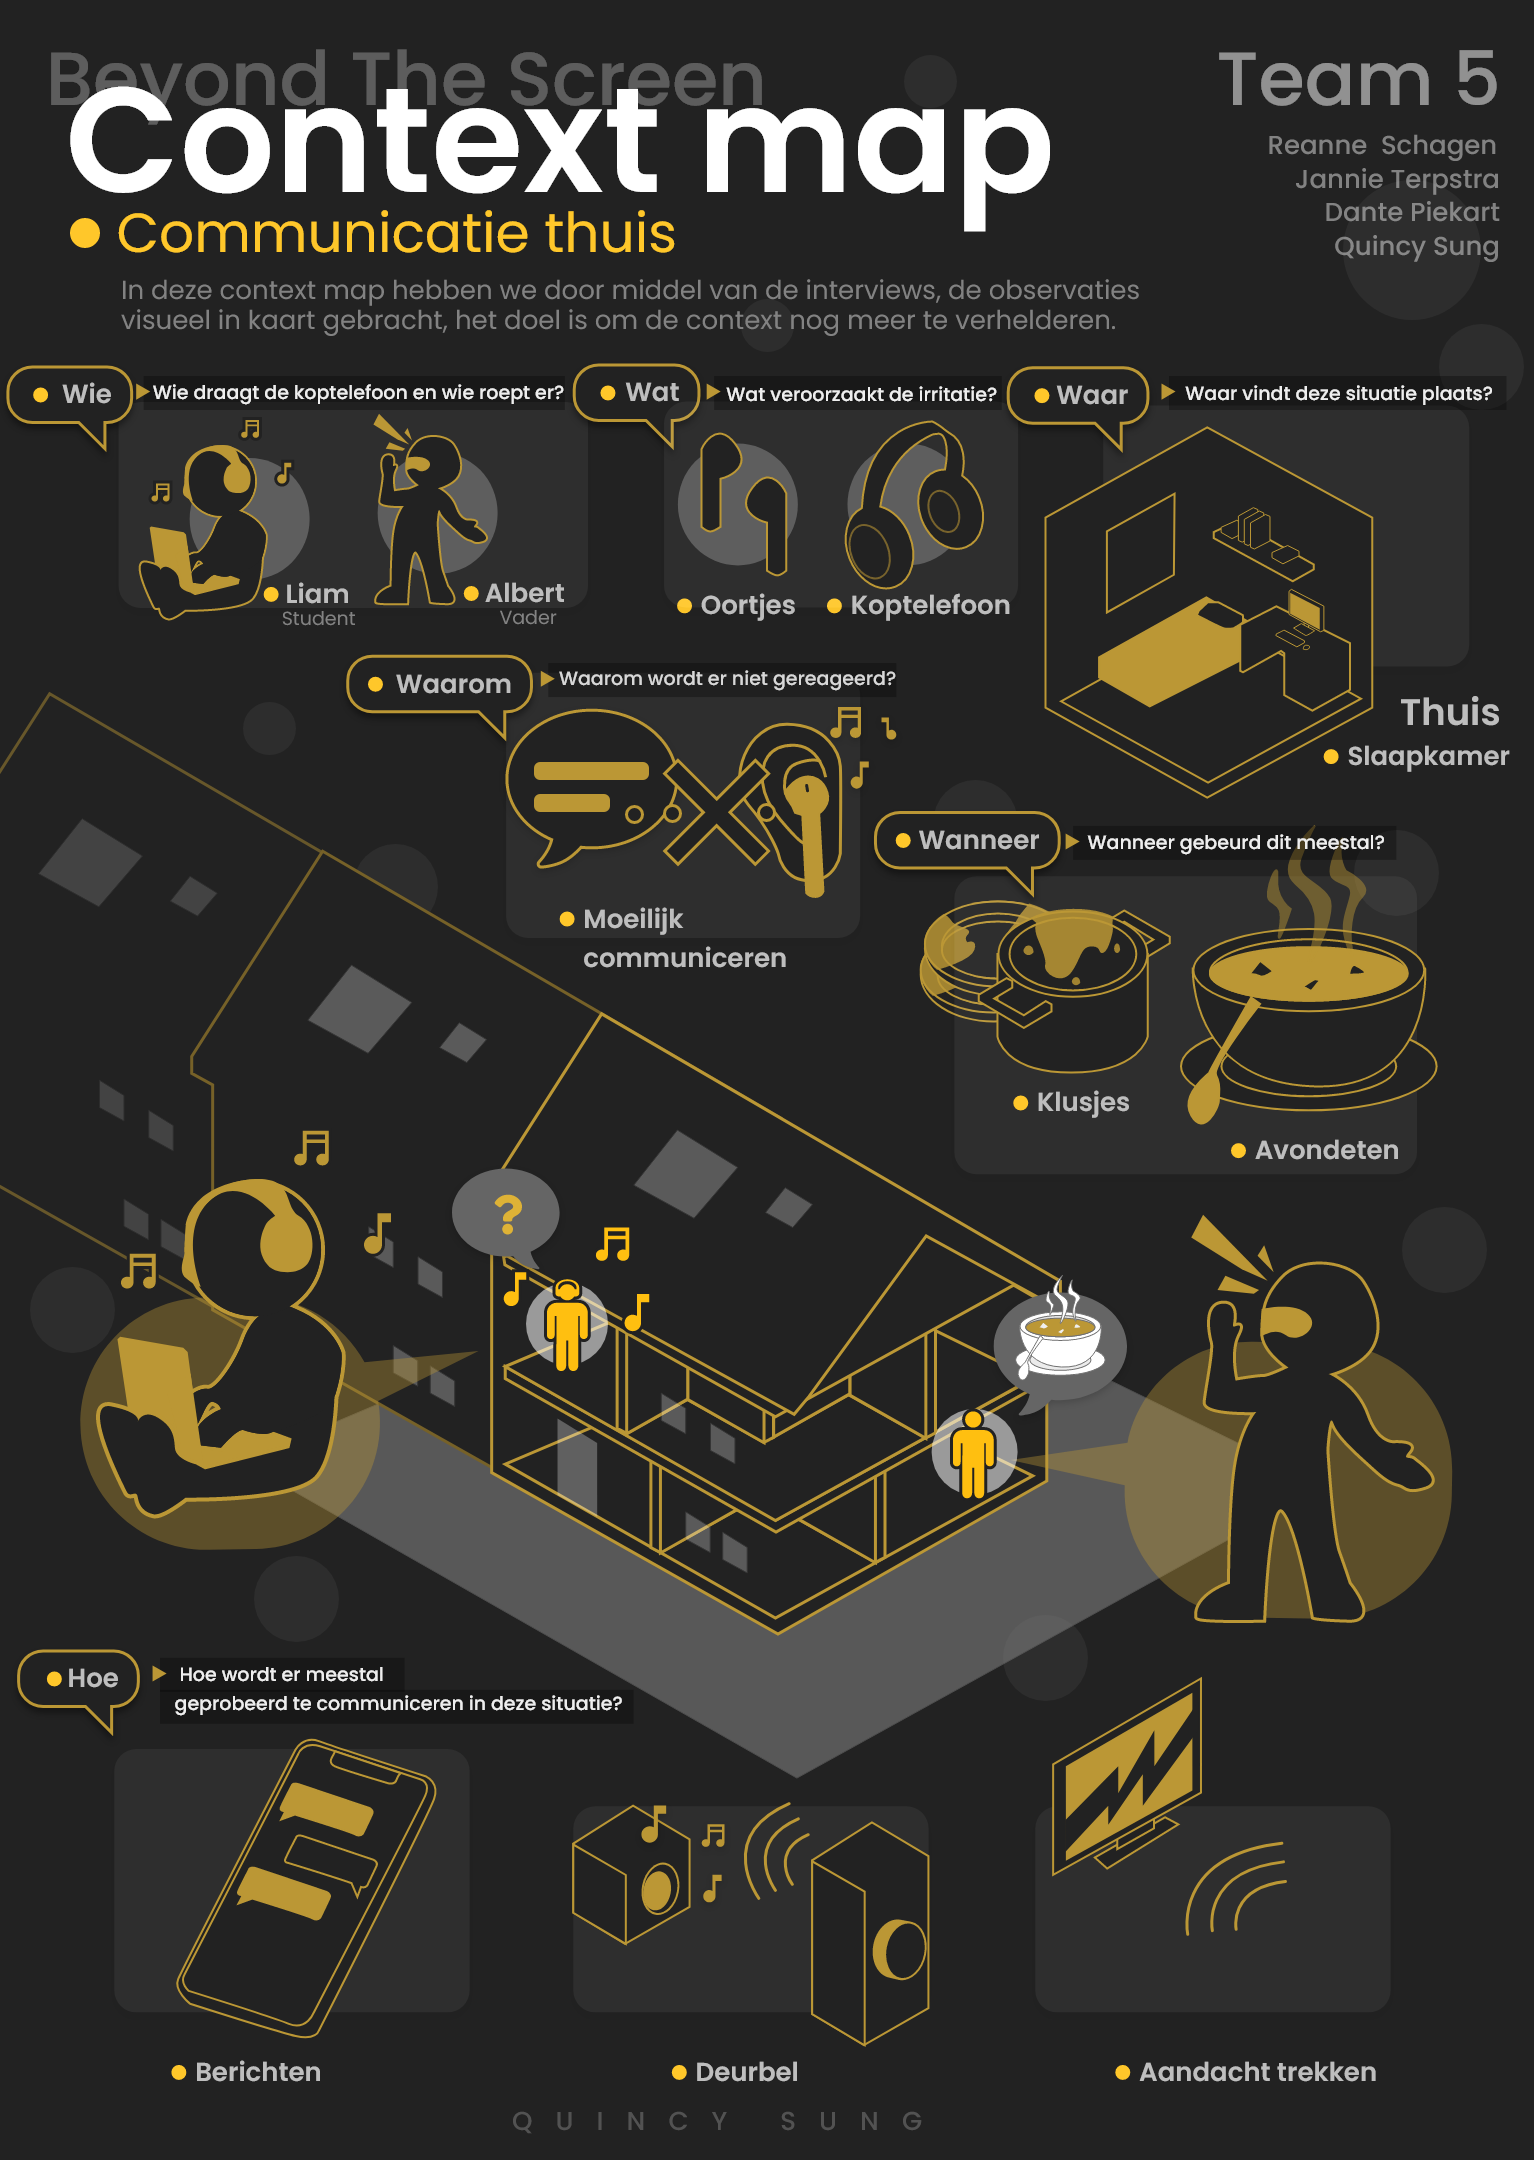 Beyond The Screen
Context map
Communicatie thuis
Team 5
Reanne Schagen
Jannie Terpstra
Dante Piekart
Quincy Sung
In deze context map hebben we door middel van de interviews, de observaties
visueel in kaart gebracht, het doel is om de context nog meer te verhelderen.
Wie
Wie draagt de koptelefoon en wie roept er?
Liam
Student
Albert
Vader
Wat
Wat veroorzaakt de irritatie?
Oortjes
Koptelefoon
Waar
Waar vindt deze situatie plaats?
Thuis
Slaapkamer
Waarom
Waarom wordt er niet gereageerd?
Moeilijk
communiceren
Wanneer
Wanneer gebeurd dit meestal?
Klusjes
Avondeten
?
Hoe
Hoe wordt er meestal
geprobeerd te communiceren in deze situatie?
Berichten
Deurbel
Aandacht trekken
QUINCY SUNG